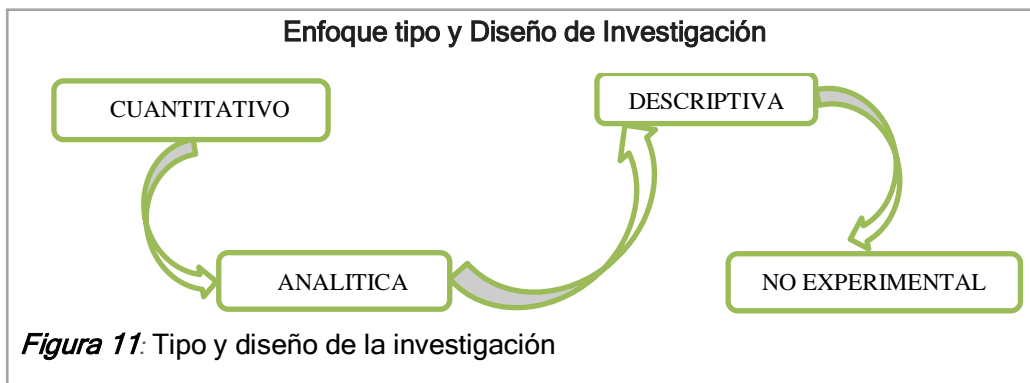 Enfoque tipo y Diseño de Investigación
CUANTITATIVO
DESCRIPTIVA
ANALITICA
NO EXPERIMENTAL
Figura 11: Tipo y diseño de la investigación